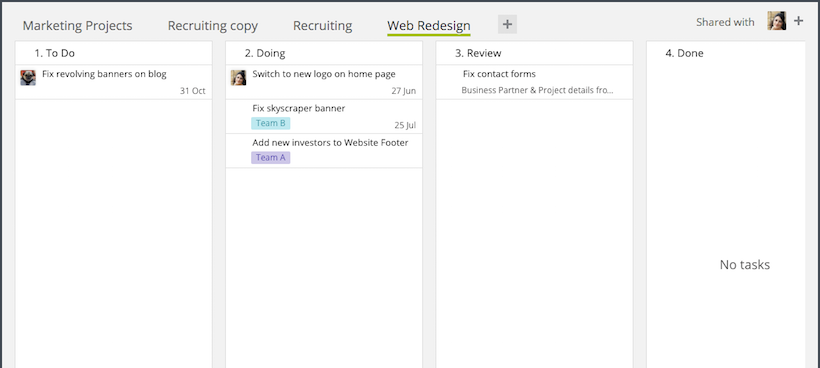 Marketing Projects Recruiting copy Recruiting Web Redesign + Shared with +
1. To Do
Fix revolving banners on blog
31 Oct
2. Doing
Switch to new logo on home page
27 Jun
Fix skyscraper banner
Team B 25 Jul
Add new investors to Website Footer
Team A
3. Review
Fix contact forms
Business Partner & Project details fro...
4. Done
No tasks